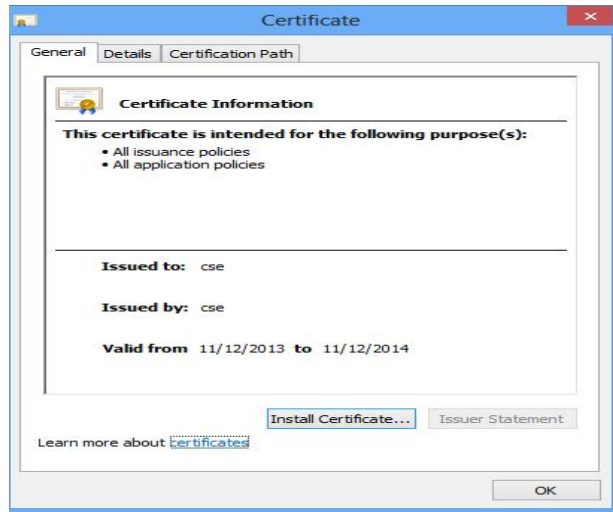 Certificate
General Details Certification Path
Certificate Information
This certificate is intended for the following purpose(s):
• All issuance policies
• All application policies
Issued to: cse
Issued by: cse
Valid from 11/12/2013 to 11/12/2014
Install Certificate... Issuer Statement
Learn more about certificates
OK